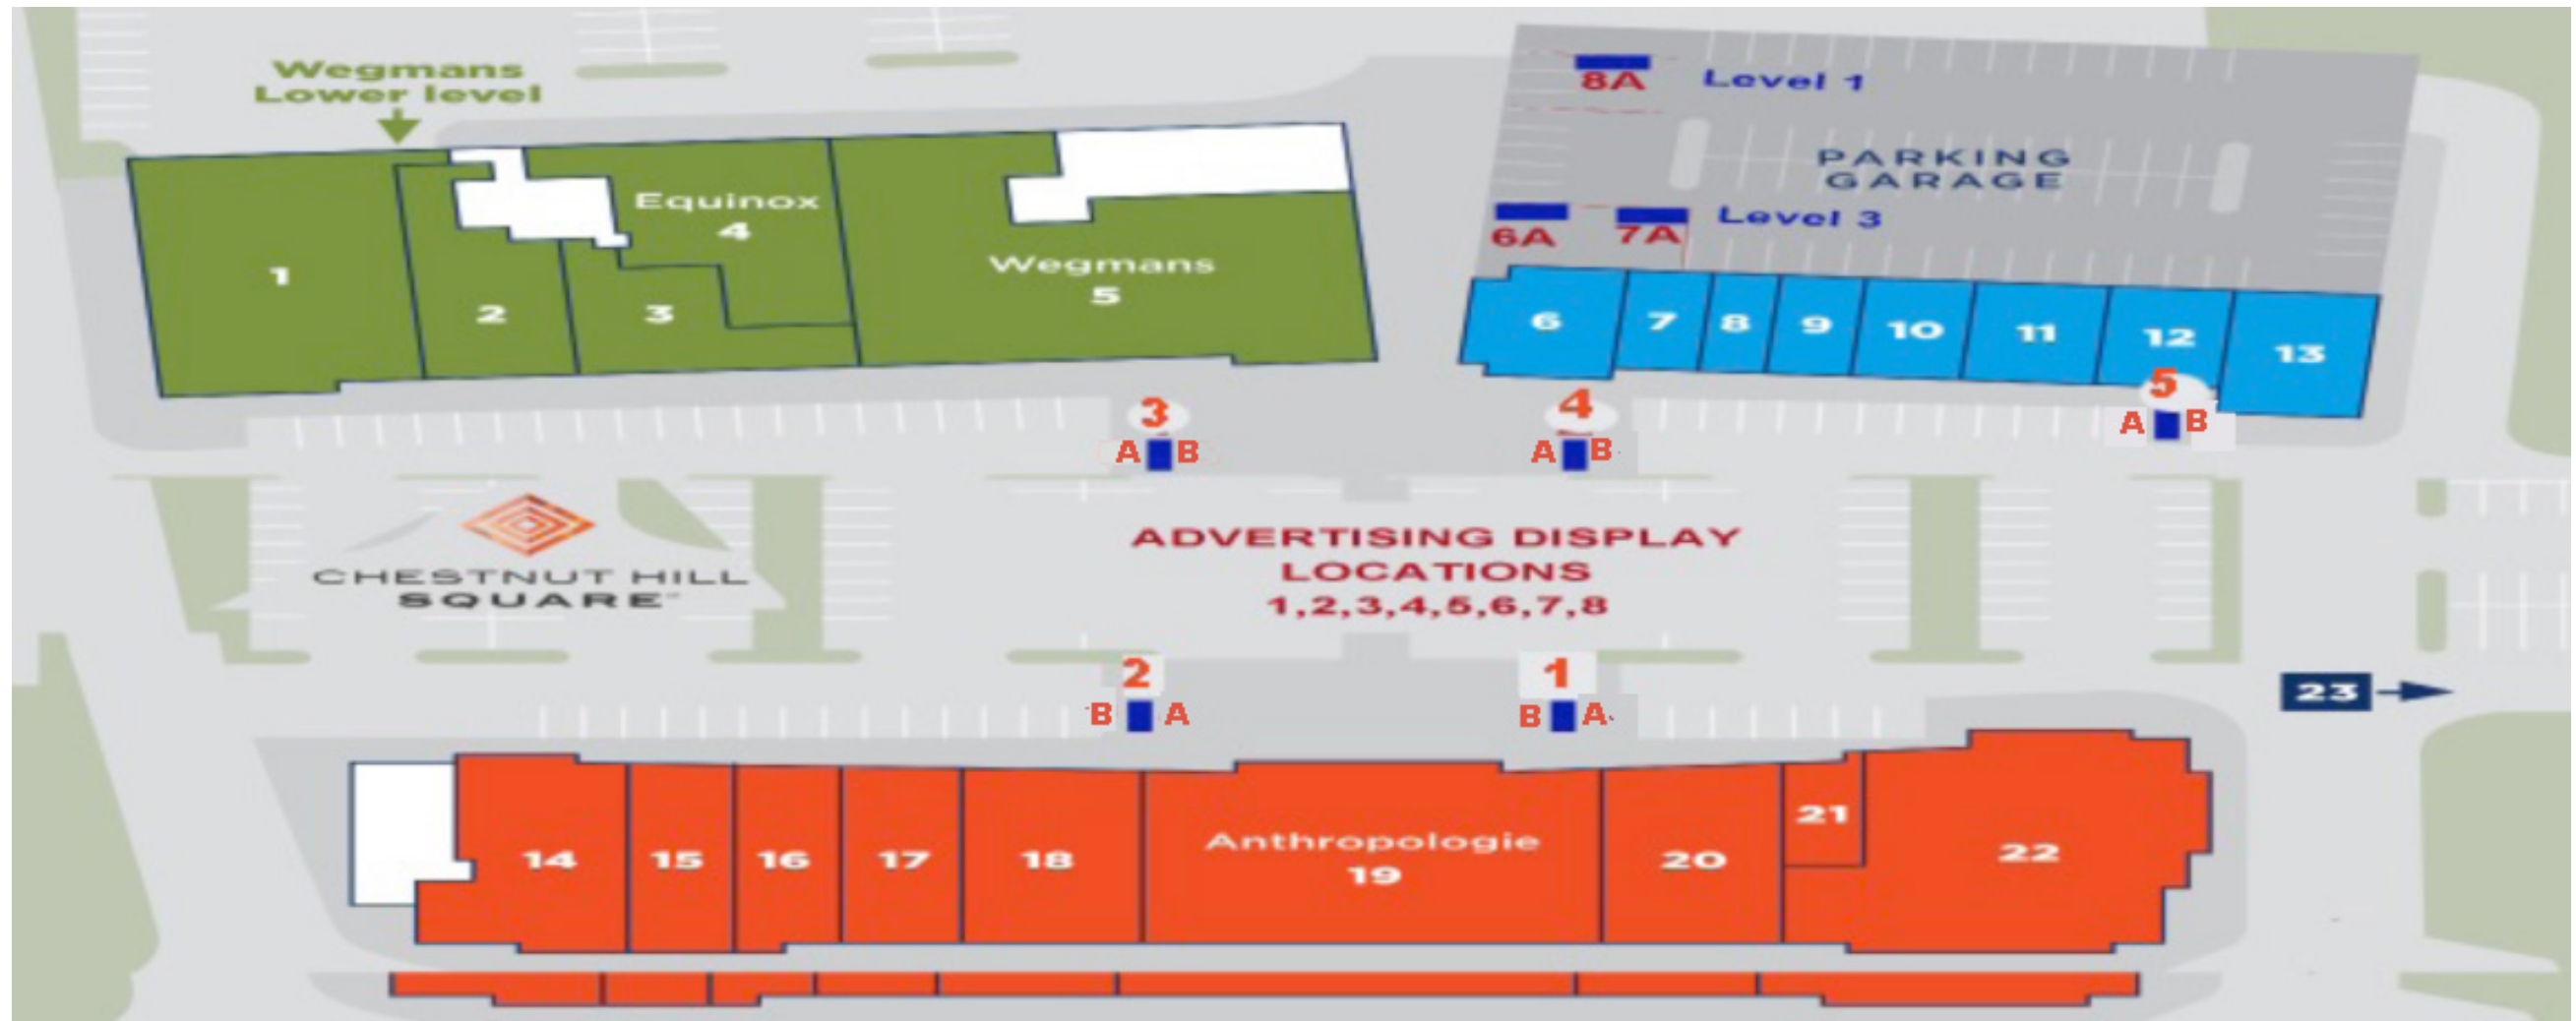 Wegmans
Lower level
8A
Level 1
PARKING
GARAGE
Equinox
4
6A
7A
Level 3
1
2
3
Wegmans
5
6
7
8
9
10
11
12
13
3
A B
4
A B
5
A B
CHESTNUT HILL
SQUARE
ADVERTISING DISPLAY
LOCATIONS
1,2,3,4,5,6,7,8
2
B A
1
B A
23
14
15
16
17
18
Anthropologie
19
20
21
22